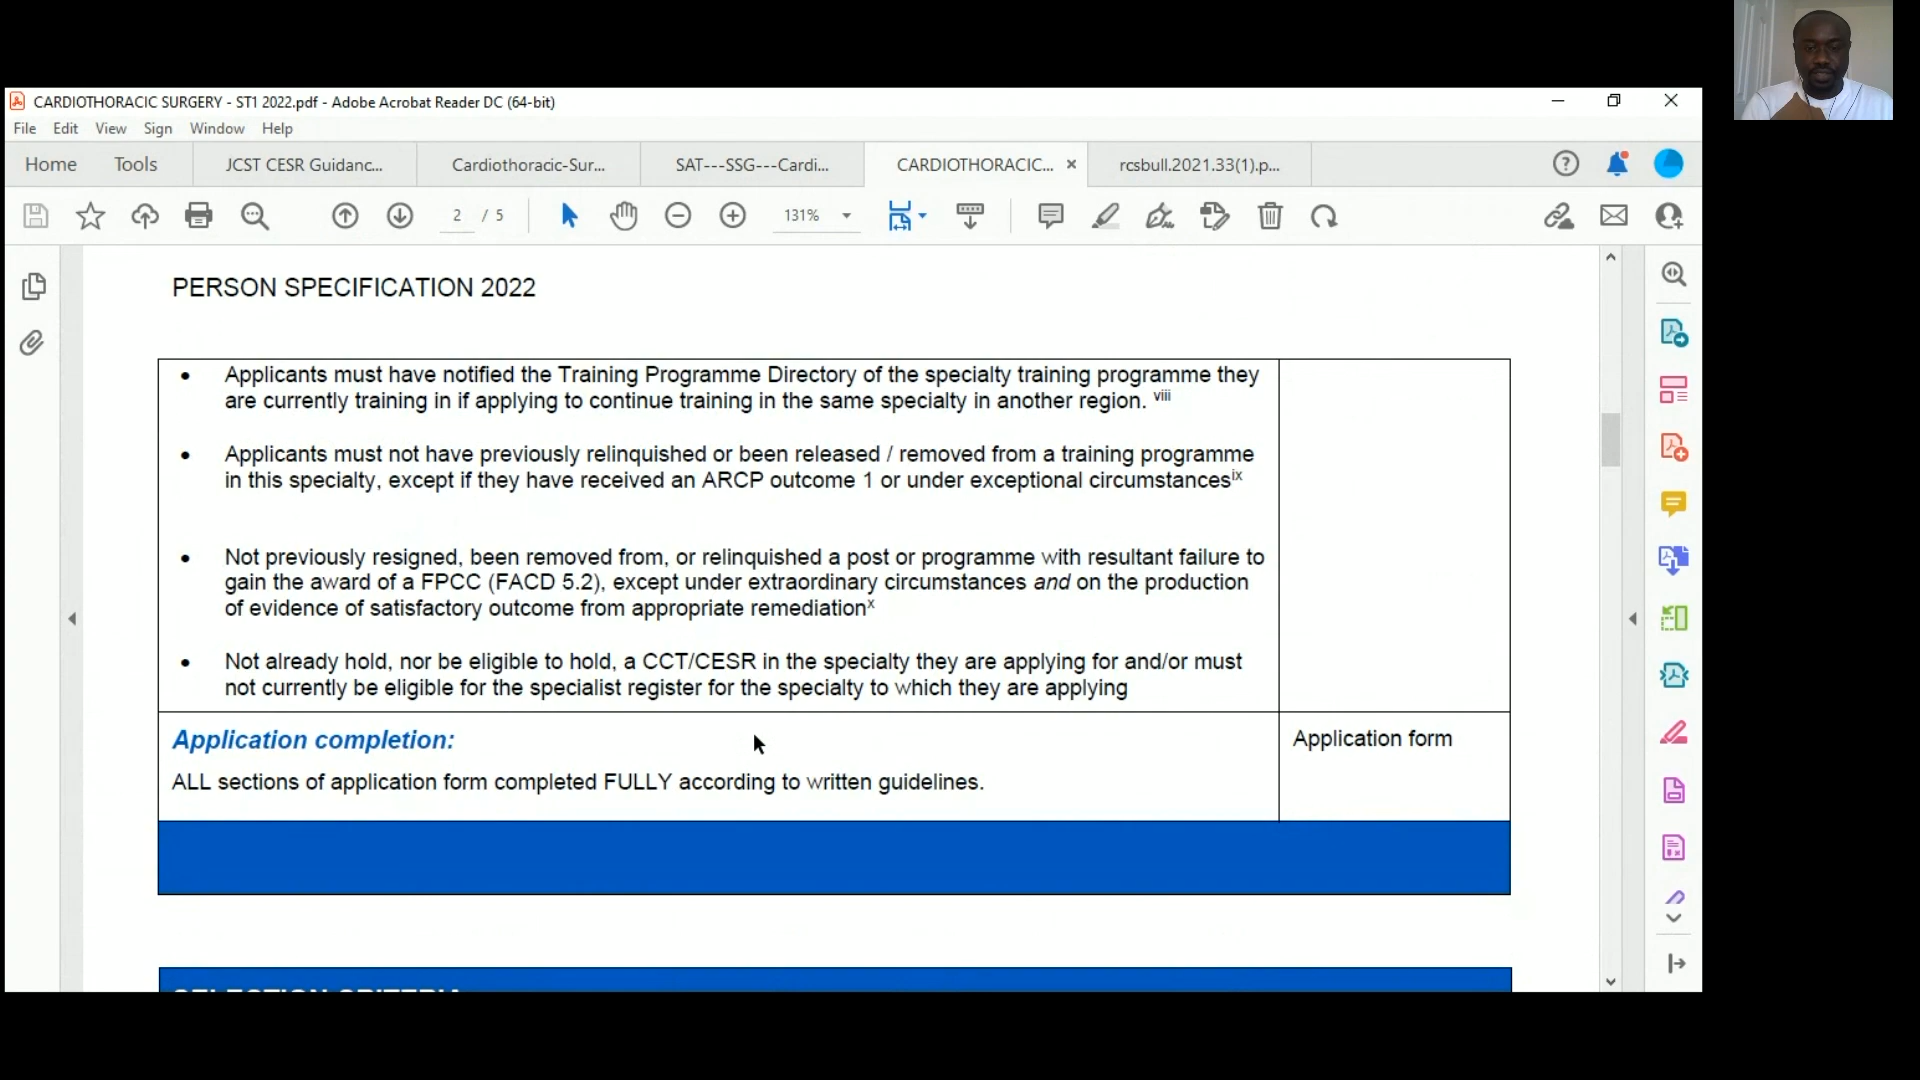 CARDIOTHORACIC SURGERY - ST1 2022.pdf - Adobe Acrobat Reader DC (64-bit)
File Edit View Sign Window Help
Home Tools JCST CESR Guidanc... Cardiothoracic-Sur... SAT---SSG---Cardi... CARDIOTHORACIC... × rcsbull.2021.33(1).p...
2 / 5 131%
PERSON SPECIFICATION 2022
• Applicants must have notified the Training Programme Directory of the specialty training programme they
are currently training in if applying to continue training in the same specialty in another region. viii
• Applicants must not have previously relinquished or been released / removed from a training programme
in this specialty, except if they have received an ARCP outcome 1 or under exceptional circumstancesix
• Not previously resigned, been removed from, or relinquished a post or programme with resultant failure to
gain the award of a FPCC (FACD 5.2), except under extraordinary circumstances and on the production
of evidence of satisfactory outcome from appropriate remediationx
• Not already hold, nor be eligible to hold, a CCT/CESR in the specialty they are applying for and/or must
not currently be eligible for the specialist register for the specialty to which they are applying
Application completion:
Application form
ALL sections of application form completed FULLY according to written guidelines.
SELECTION CRITERIA